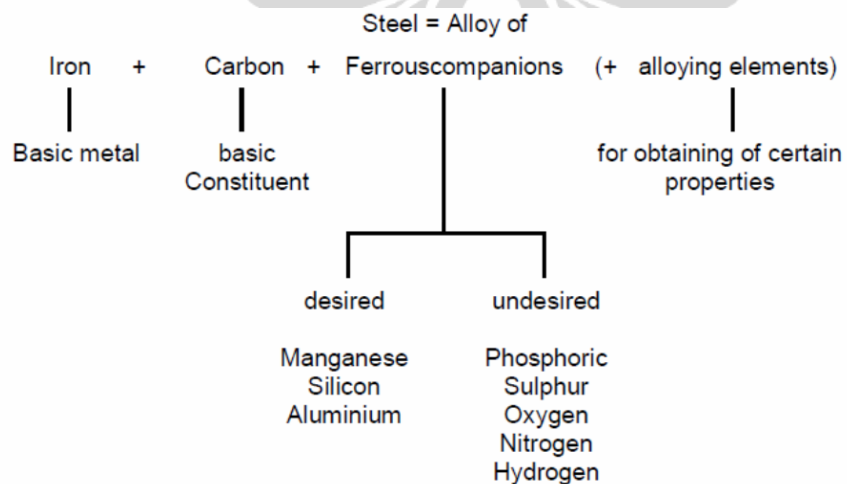 Steel = Alloy of
Iron + Carbon + Ferrouscompanions (+ alloying elements)
Basic metal
basic
Constituent
for obtaining of certain
properties
desired
undesired
Manganese
Silicon
Aluminium
Phosphoric
Sulphur
Oxygen
Nitrogen
Hydrogen